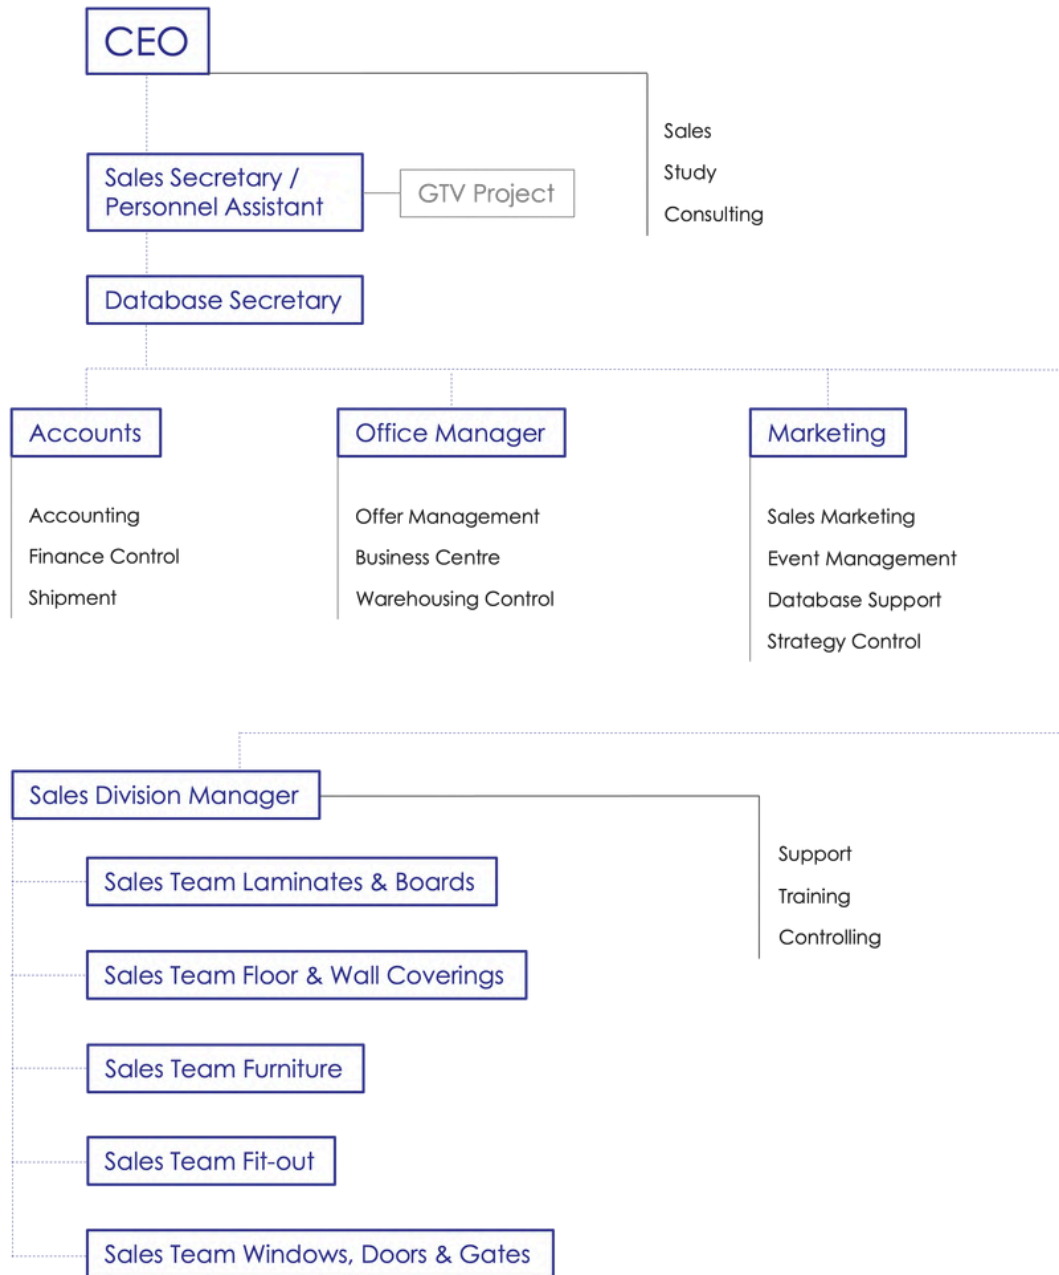 CEO
Sales
Study
Consulting
Sales Secretary /
Personnel Assistant
GTV Project
Database Secretary
Accounts
Accounting
Finance Control
Shipment
Office Manager
Offer Management
Business Centre
Warehousing Control
Marketing
Sales Marketing
Event Management
Database Support
Strategy Control
Sales Division Manager
Support
Training
Controlling
Sales Team Laminates & Boards
Sales Team Floor & Wall Coverings
Sales Team Furniture
Sales Team Fit-out
Sales Team Windows, Doors & Gates